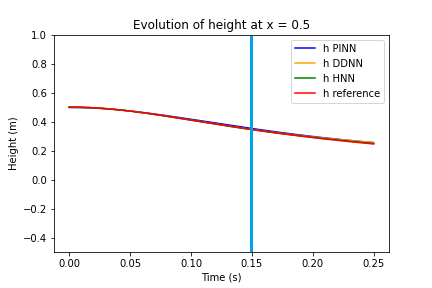 Evolution of height at x = 0.5
1.0
0.8
0.6
0.4
0.2
0.0
−0.2
−0.4
Height (m)
h PINN
h DDNN
h HNN
h reference
0.00 0.05 0.10 0.15 0.20 0.25
Time (s)